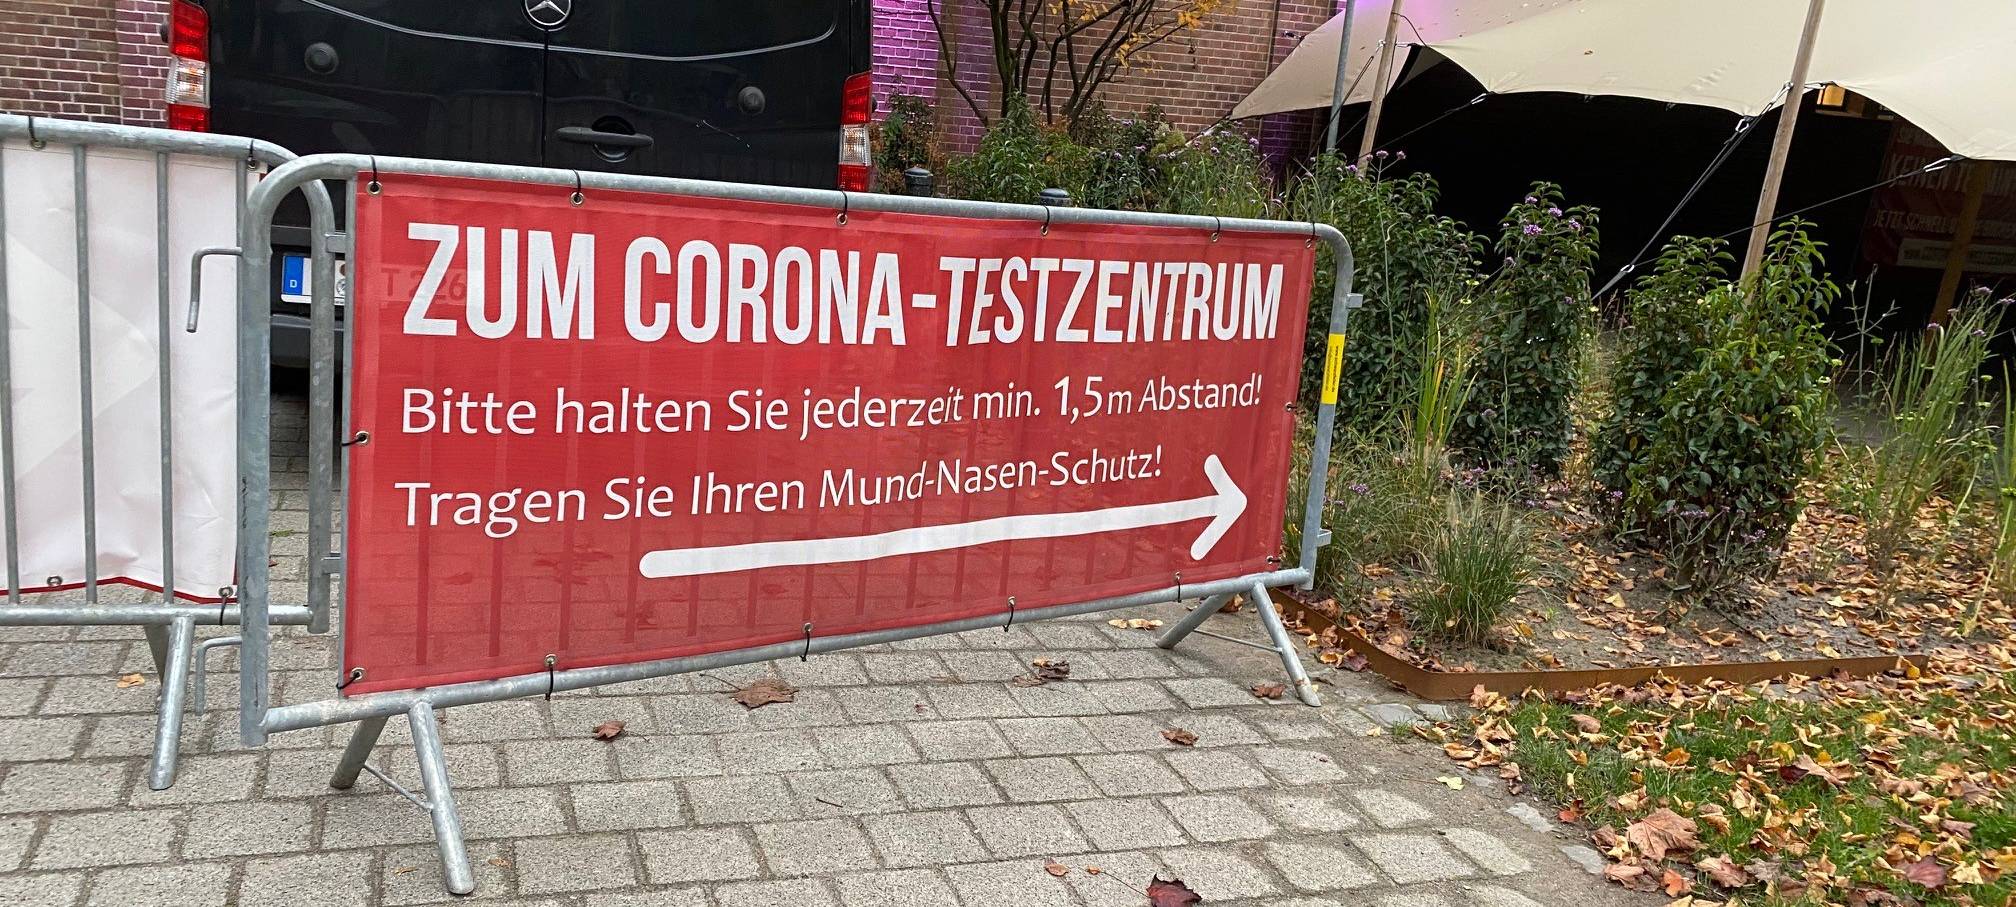 ZUM CORONA-TESTZENTRUM
Bitte halten Sie jederzeit min. 1,5m Abstand!
Tragen Sie Ihren Mund-Nasen-Schutz!
D